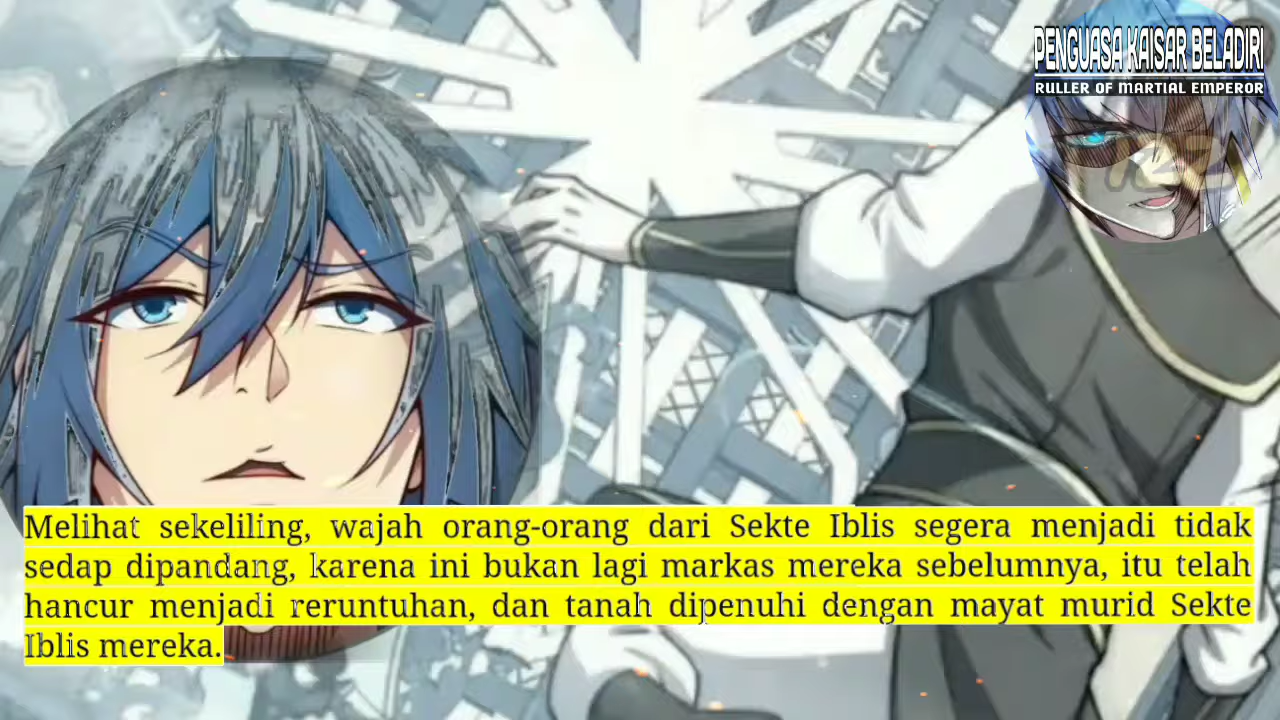 PENGUASA KAISAR BELADIRI
RULLER OF MARTIAL EMPEROR
Melihat sekeliling, wajah orang-orang dari Sekte Iblis segera menjadi tidak
sedap dipandang, karena ini bukan lagi markas mereka sebelumnya, itu telah
hancur menjadi reruntuhan, dan tanah dipenuhi dengan mayat murid Sekte
Iblis mereka.